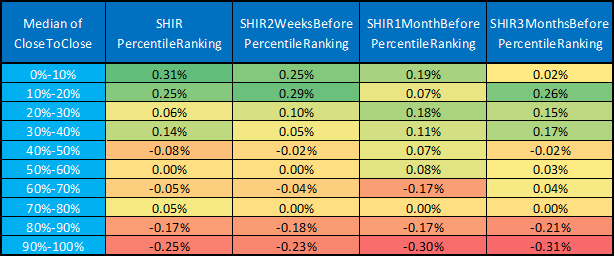 Median of CloseToClose SHIR PercentileRanking SHIR2WeeksBefore PercentileRanking SHIR1MonthBefore PercentileRanking SHIR3MonthsBefore PercentileRanking
0%-10% 0.31% 0.25% 0.19% 0.02%
10%-20% 0.25% 0.29% 0.07% 0.26%
20%-30% 0.06% 0.10% 0.18% 0.15%
30%-40% 0.14% 0.05% 0.11% 0.17%
40%-50% -0.08% -0.02% 0.07% -0.02%
50%-60% 0.00% 0.00% 0.08% 0.03%
60%-70% -0.05% -0.04% -0.17% 0.04%
70%-80% 0.05% 0.00% 0.00% 0.00%
80%-90% -0.17% -0.18% -0.17% -0.21%
90%-100% -0.25% -0.23% -0.30% -0.31%